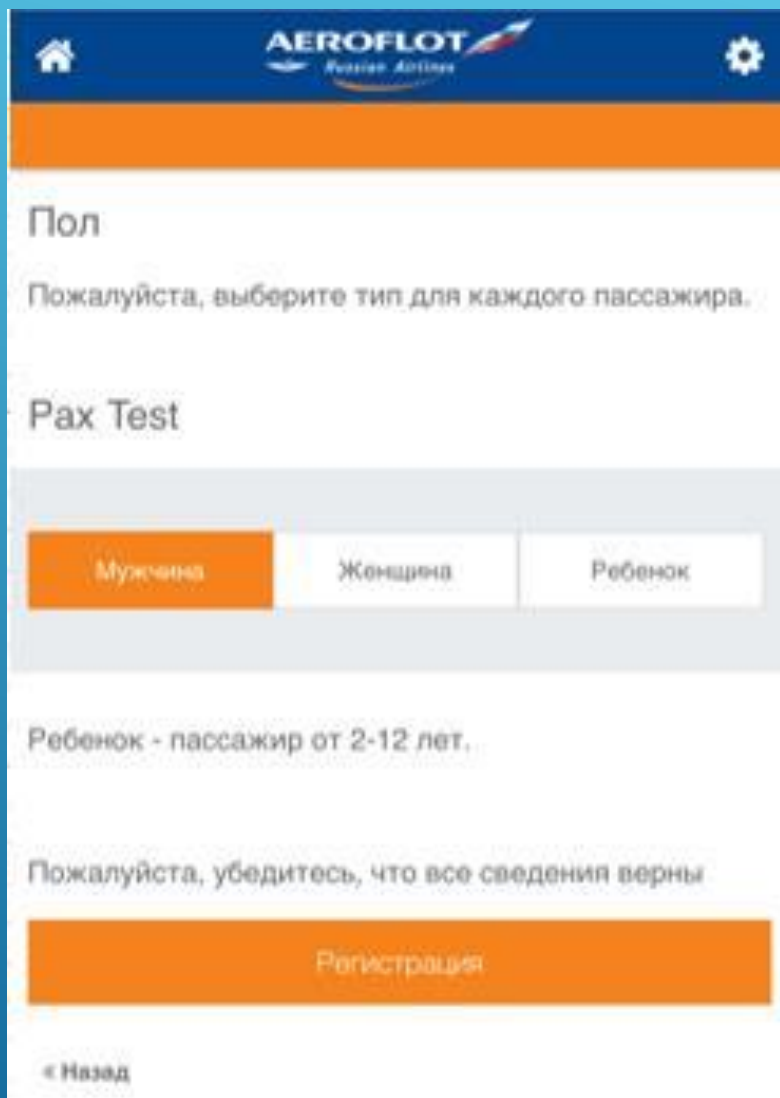 AEROFLOT
Russian Airlines
Пол
Пожалуйста, выберите тип для каждого пассажира.
Pax Test
Мужчина Женщина Ребенок
Ребенок - пассажир от 2-12 лет.
Пожалуйста, убедитесь, что все сведения верны
Регистрация
< Назад